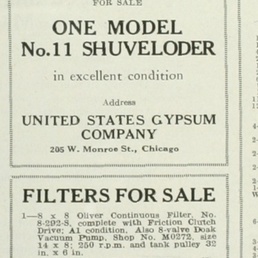 FOR SALE
ONE MODEL
No.11 SHUVELODER
in excellent condition
Address
UNITED STATES GYPSUM
COMPANY
205 W. Monroe St., Chicago
FILTERS FOR SALE
1—8 x 8 Oliver Continuous Filter, No.
8-292-8, complete with Friction Clutch
Drive; A1 condition. Also 8-valve Doak
Vacuum Pump, Shop No. M0272, size
14 x 8; 250 r.p.m. and tank pulley 32
in. x 6 in.